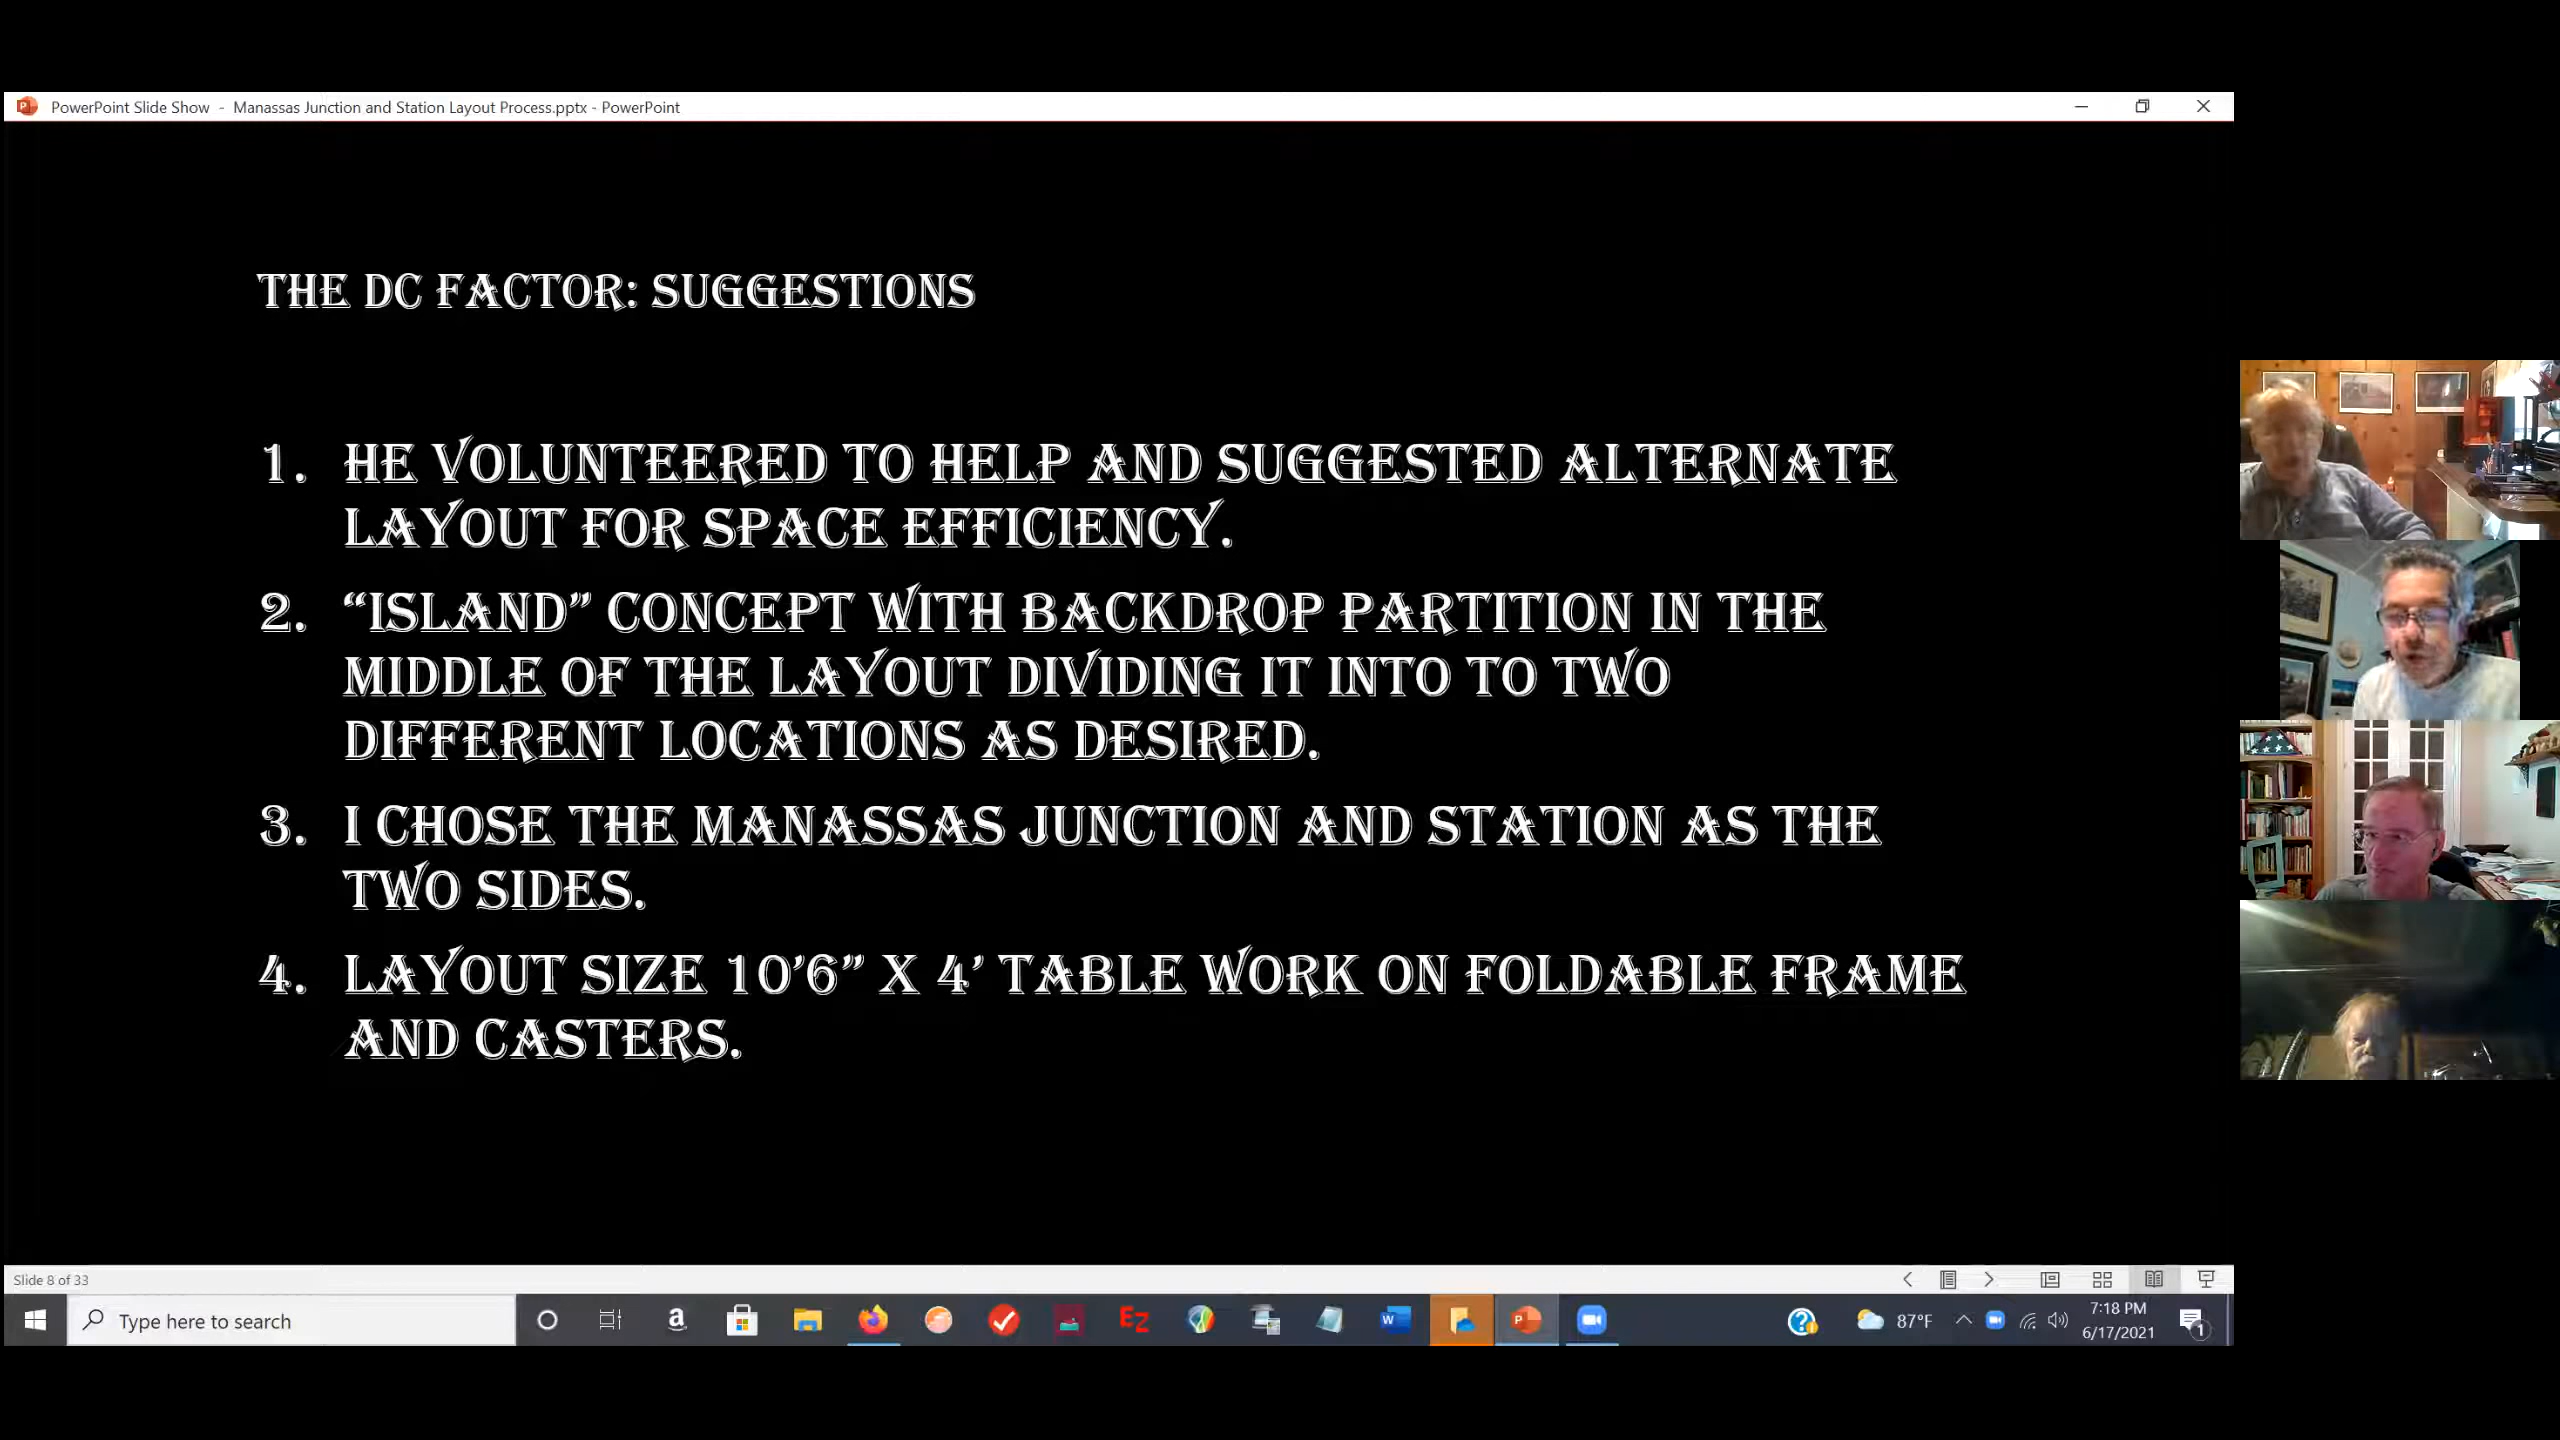 PowerPoint Slide Show - Manassas Junction and Station Layout Process.pptx - PowerPoint
THE DC FACTOR: SUGGESTIONS
1. HE VOLUNTEERED TO HELP AND SUGGESTED ALTERNATE
LAYOUT FOR SPACE EFFICIENCY.
2. “ISLAND” CONCEPT WITH BACKDROP PARTITION IN THE
MIDDLE OF THE LAYOUT DIVIDING IT INTO TO TWO
DIFFERENT LOCATIONS AS DESIRED.
3. I CHOSE THE MANASSAS JUNCTION AND STATION AS THE
TWO SIDES.
4. LAYOUT SIZE 10’6” X 4’ TABLE WORK ON FOLDABLE FRAME
AND CASTERS.
Slide 8 of 33
Type here to search
a
EZ
W
P
87°F
7:18 PM
6/17/2021
1